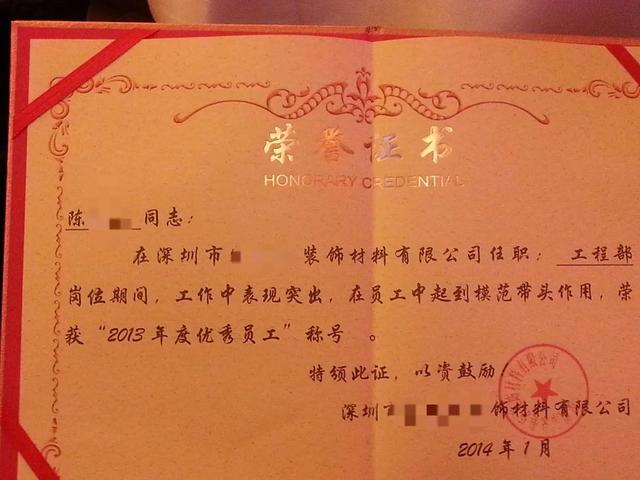 荣誉证书
HONORARY CREDENTIAL
陈 同志：
在深圳市 装饰材料有限公司任职： 工程部
岗位期间，工作中表现突出，在员工中起到模范带头作用，荣
获“2013年度优秀员工”称号 。
特颁此证，以资鼓励
深圳市 饰材料有限公司
2014年1月